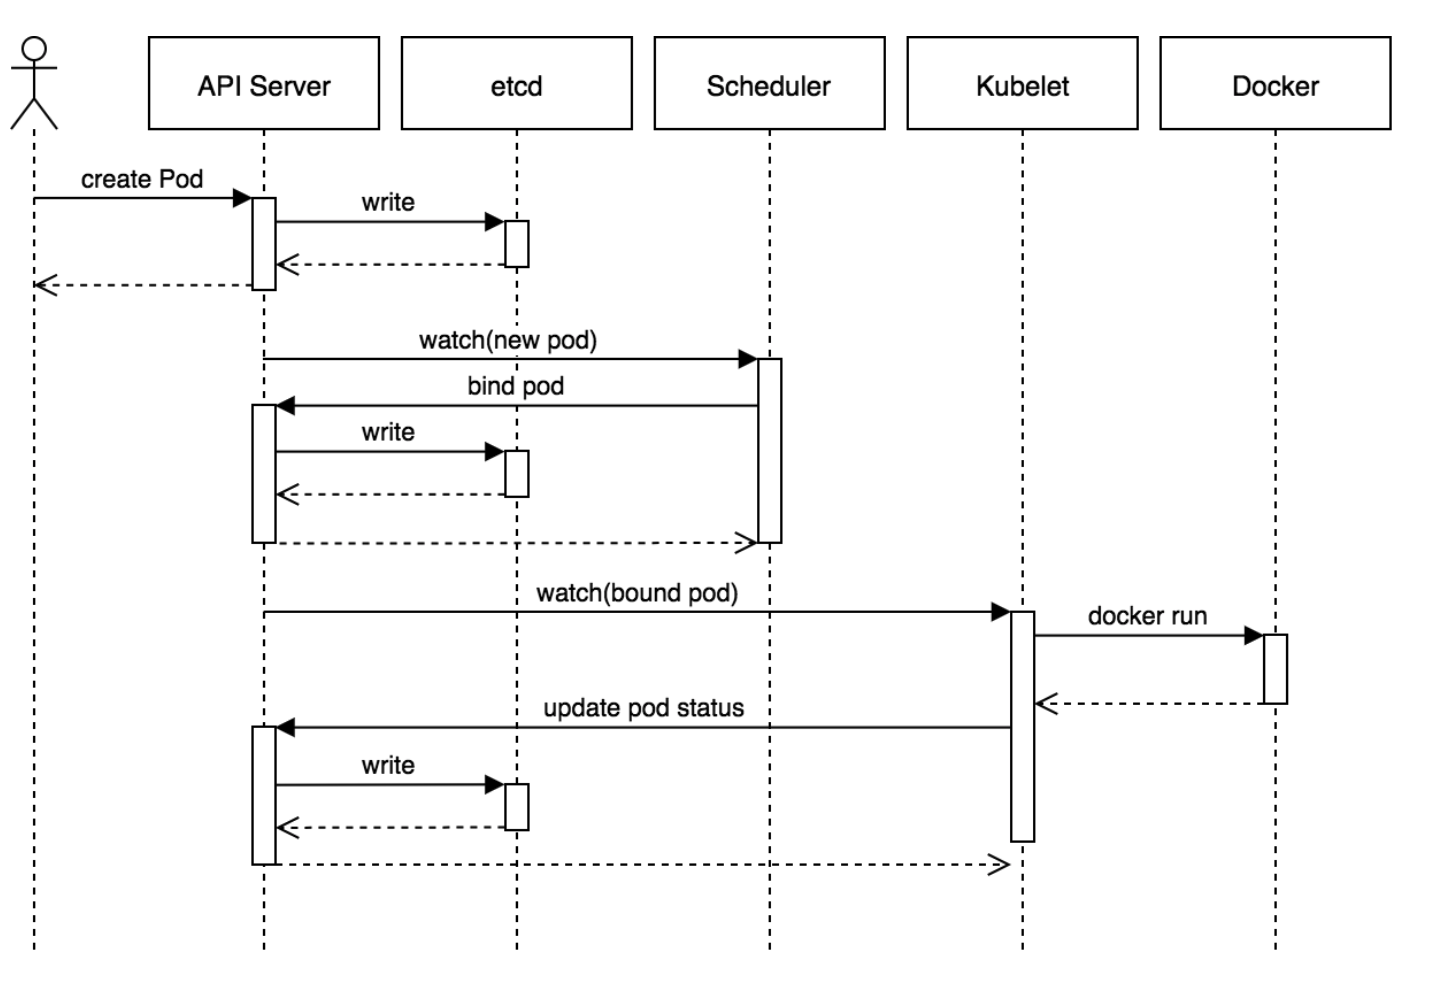 API Server
etcd
Scheduler
Kubelet
Docker
create Pod
write
watch(new pod)
bind pod
write
watch(bound pod)
docker run
update pod status
write